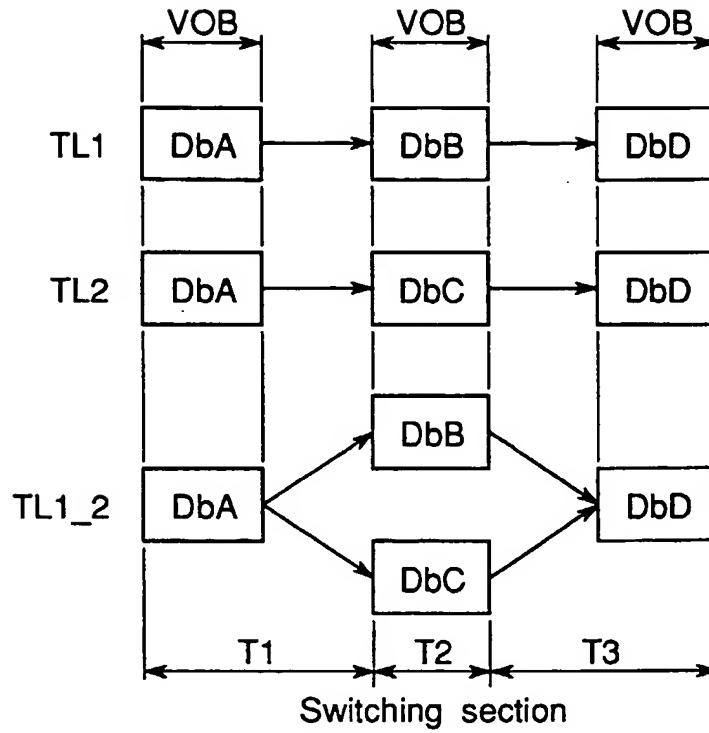 VOB VOB VOB
TL1 DbA DbB DbD
TL2 DbA DbC DbD
DbB
TL1_2 DbA DbD
DbC
T1 T2 T3
Switching section